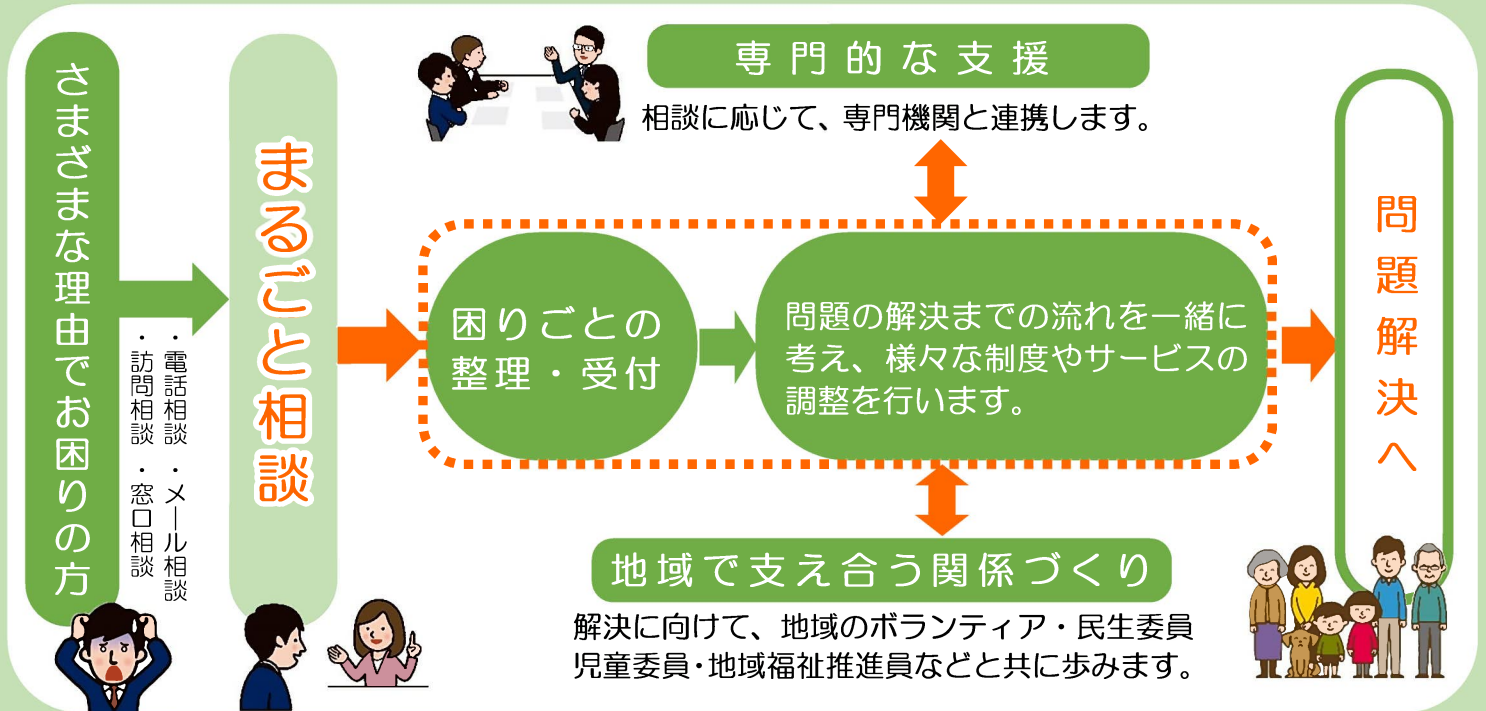 さまざまな理由でお困りの方
・電話相談 ・メール相談
・訪問相談 ・窓口相談
まるごと相談
専門的な支援
相談に応じて、専門機関と連携します。
困りごとの
整理・受付
問題の解決までの流れを一緒に
考え、様々な制度やサービスの
調整を行います。
地域で支え合う関係づくり
解決に向けて、地域のボランティア・民生委員
児童委員・地域福祉推進員などと共に歩みます。
問題解決へ